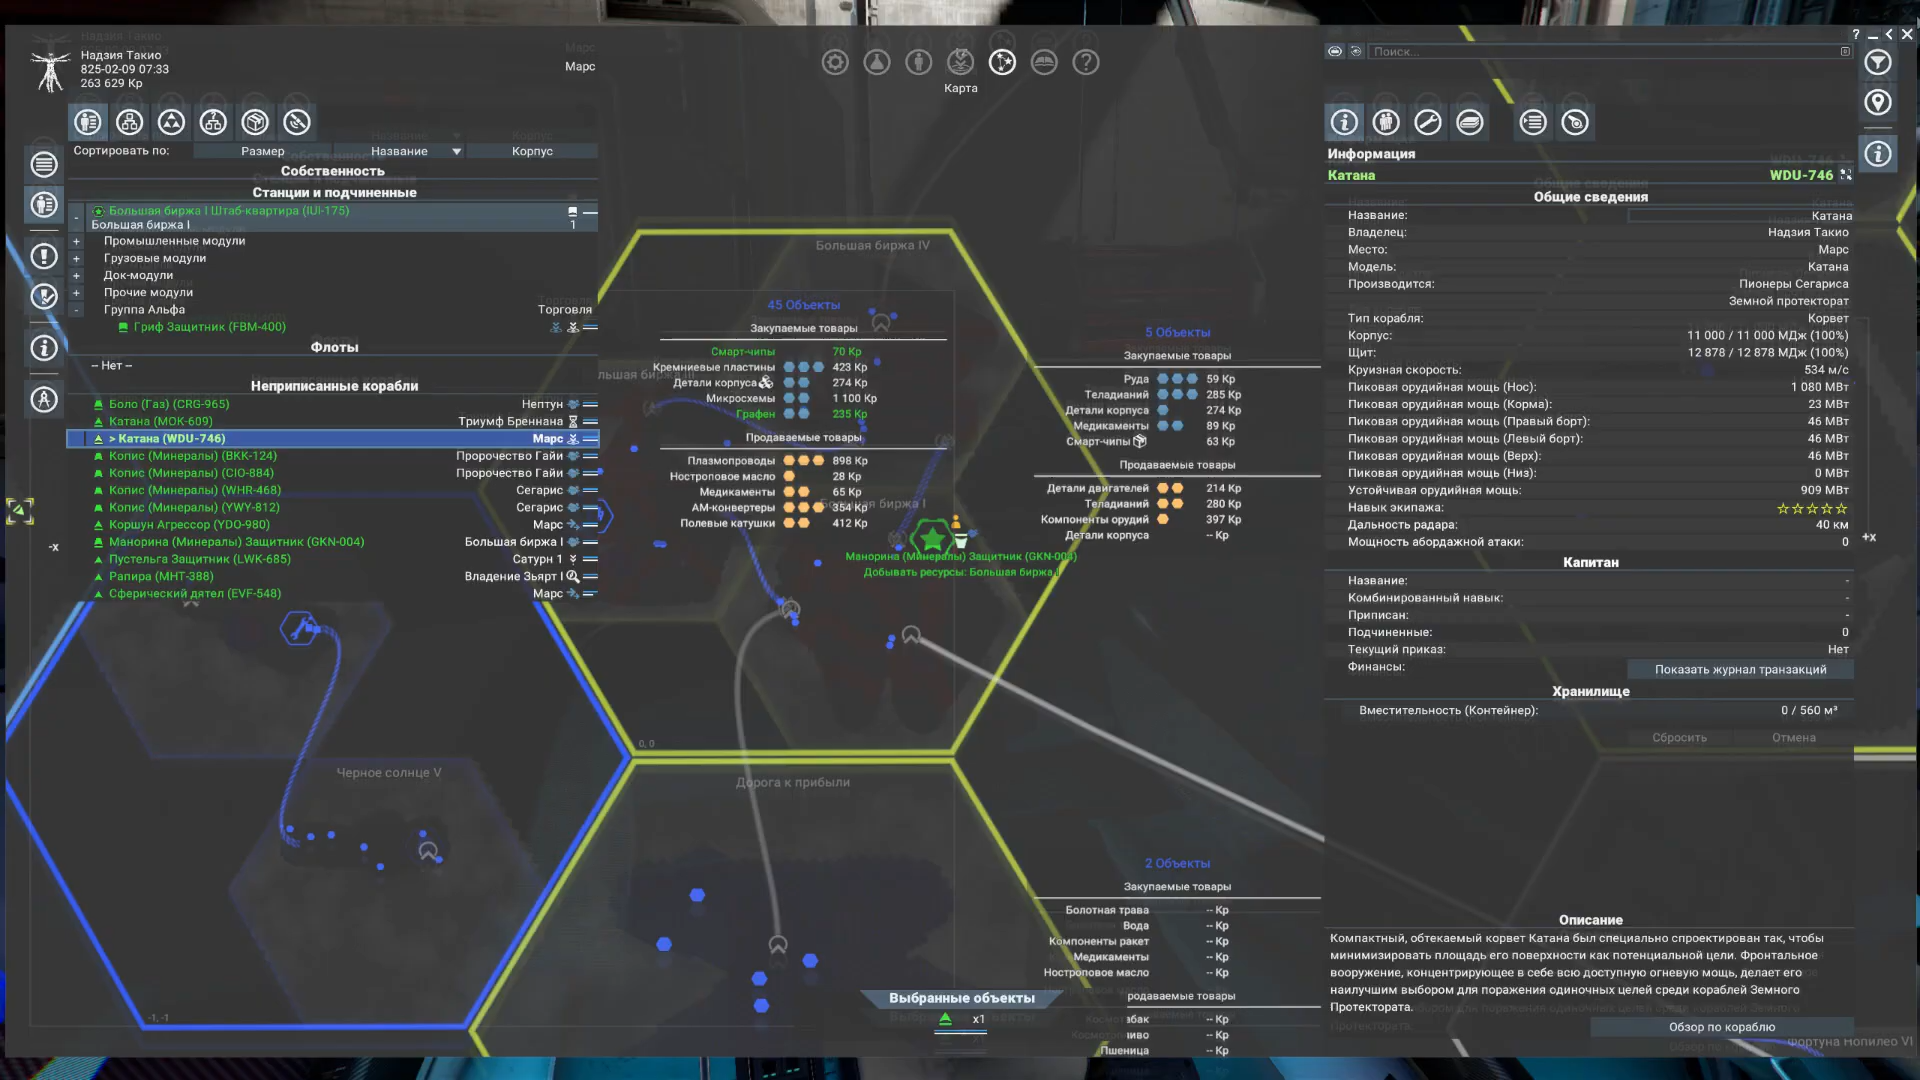 Надзия Такио
825-02-09 07:33
263 629 Кр
Марс
Карта
Сортировать по:
Размер
Название
Корпус
Собственность
Станции и подчиненные
Большая биржа I Штаб-квартира (IUI-175)
Большая биржа I
1
Промышленные модули
Грузовые модули
Док-модули
Прочие модули
Группа Альфа
Торговля
Гриф Защитник (FBM-400)
Флоты
-- Нет --
Неприписанные корабли
Боло (Газ) (CRG-965)
Нептун
Катана (MOK-609)
Триумф Бреннана
> Катана (WDU-746)
Марс
Копис (Минералы) (BKK-124)
Пророчество Гайи
Копис (Минералы) (CIO-884)
Пророчество Гайи
Копис (Минералы) (WHR-468)
Сегарис
Копис (Минералы) (YWY-812)
Сегарис
Коршун Агрессор (YDO-980)
Марс
Манорина (Минералы) Защитник (GKN-004)
Большая биржа I
Пустельга Защитник (LWK-685)
Сатурн 1
Рапира (MHT-388)
Владение Зьярт I
Сферический дятел (EVF-548)
Марс
-x
Черное солнце V
-1, -1
Большая биржа IV
45 Объекты
Закупаемые товары
Смарт-чипы 70 Кр
Кремниевые пластины 423 Кр
Детали корпуса 274 Кр
Микросхемы 1 100 Кр
Графен 235 Кр
Продаваемые товары
Плазмопроводы 898 Кр
Ностроповое масло 28 Кр
Медикаменты 65 Кр
АМ-конвертеры 354 Кр
Полевые катушки 412 Кр
Манорина (Минералы) Защитник (GKN-004)
Добывать ресурсы: Большая биржа I
0, 0
Дорога к прибыли
5 Объекты
Закупаемые товары
Руда 59 Кр
Теладианий 285 Кр
Детали корпуса 274 Кр
Медикаменты 89 Кр
Смарт-чипы 63 Кр
Продаваемые товары
Детали двигателей 214 Кр
Теладианий 280 Кр
Компоненты орудий 397 Кр
Детали корпуса -- Кр
2 Объекты
Закупаемые товары
Болотная трава -- Кр
Вода -- Кр
Компоненты ракет -- Кр
Медикаменты -- Кр
Ностроповое масло -- Кр
родаваемые товары
абак -- Кр
иво -- Кр
Пшеница -- Кр
Выбранные объекты
x1
Поиск...
Информация
Катана
WDU-746
Общие сведения
Название:
Катана
Владелец:
Надзия Такио
Место:
Марс
Модель:
Катана
Производится:
Пионеры Сегариса
Земной протекторат
Тип корабля:
Корвет
Корпус:
11 000 / 11 000 МДж (100%)
Щит:
12 878 / 12 878 МДж (100%)
Круизная скорость:
534 м/с
Пиковая орудийная мощь (Нос):
1 080 МВт
Пиковая орудийная мощь (Корма):
23 МВт
Пиковая орудийная мощь (Правый борт):
46 МВт
Пиковая орудийная мощь (Левый борт):
46 МВт
Пиковая орудийная мощь (Верх):
46 МВт
Пиковая орудийная мощь (Низ):
0 МВт
Устойчивая орудийная мощь:
909 МВт
Навык экипажа:
Дальность радара:
40 км
Мощность абордажной атаки:
0
+x
Капитан
Название:
-
Комбинированный навык:
-
Приписан:
-
Подчиненные:
0
Текущий приказ:
Нет
Финансы:
Показать журнал транзакций
Хранилище
Вместительность (Контейнер):
0 / 560 м³
Сбросить
Отмена
Описание
Компактный, обтекаемый корвет Катана был специально спроектирован так, чтобы
минимизировать площадь его поверхности как потенциальной цели. Фронтальное
вооружение, концентрирующее в себе всю доступную огневую мощь, делает его
наилучшим выбором для поражения одиночных целей среди кораблей Земного
Протектората.
Обзор по кораблю
Фортуна Мопилео VI